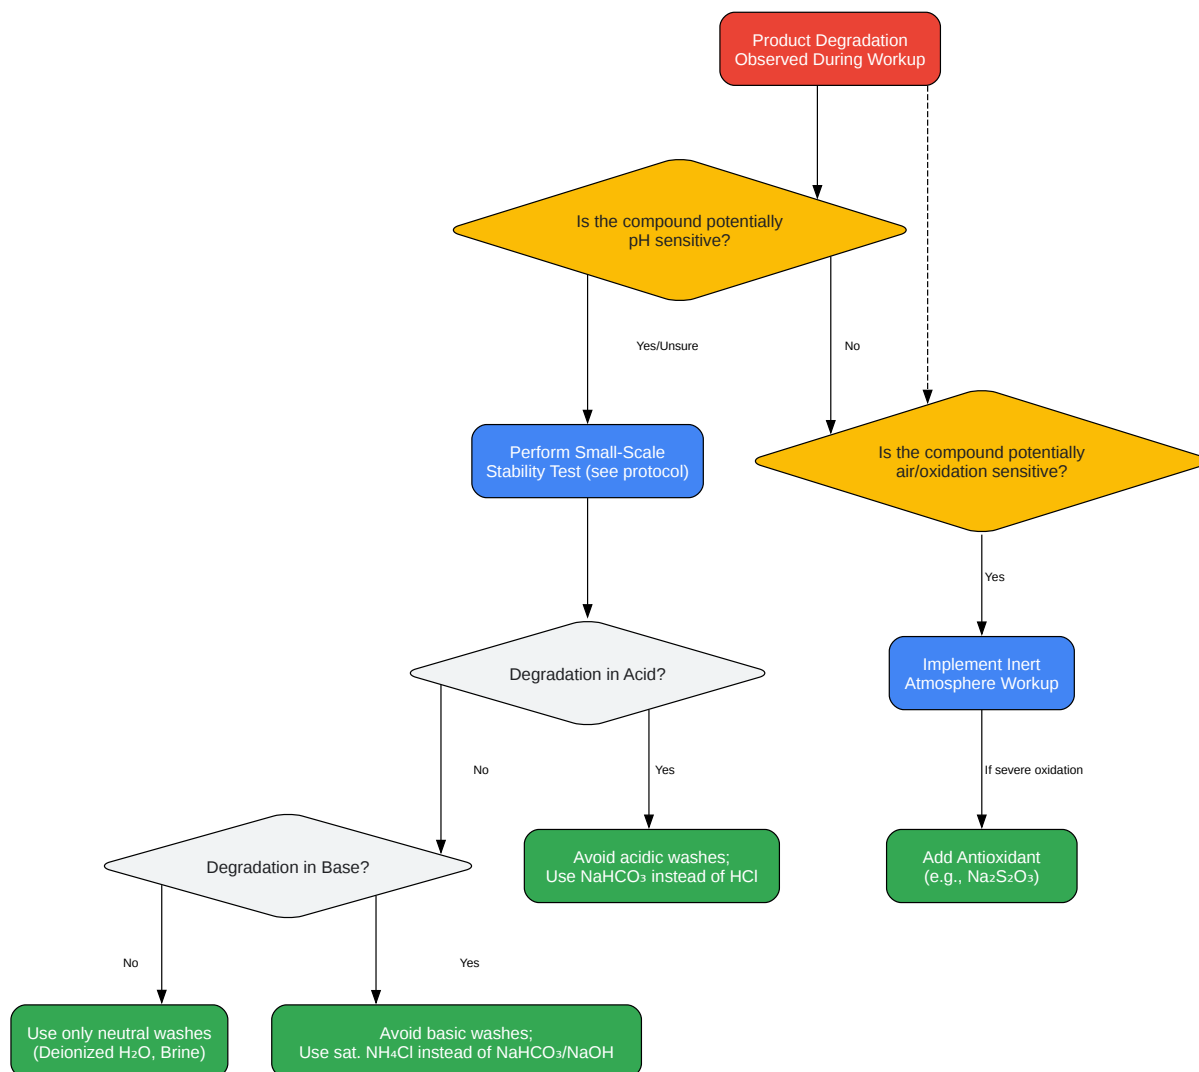 Product Degradation
Observed During Workup
Is the compound potentially
pH sensitive?
Yes/Unsure
No
Perform Small-Scale
Stability Test (see protocol)
Is the compound potentially
air/oxidation sensitive?
Yes
Implement Inert
Atmosphere Workup
Degradation in Acid?
No
Yes
If severe oxidation
Avoid acidic washes;
Use NaHCO₃ instead of HCl
Add Antioxidant
(e.g., Na₂S₂O₃)
Degradation in Base?
No
Yes
Use only neutral washes
(Deionized H₂O, Brine)
Avoid basic washes;
Use sat. NH₄Cl instead of NaHCO₃/NaOH